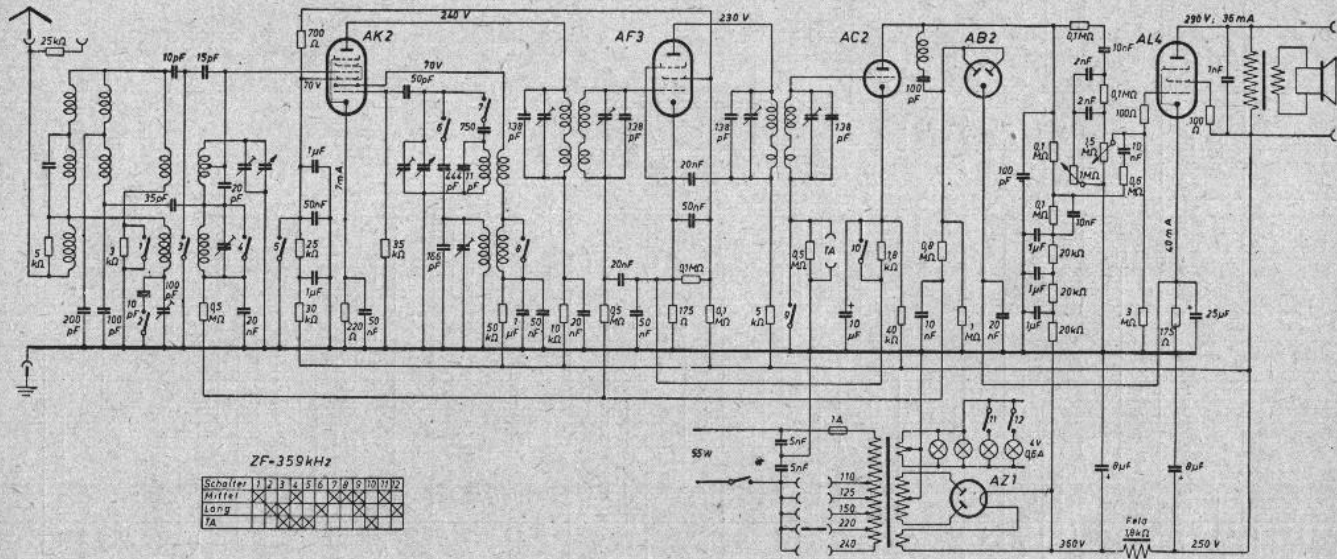 240 V
230 V
290 V; 36 mA
AK2
AF3
AC2
AB2
AL4
25kΩ
700 Ω
0,1MΩ
10nF
10pF
15pF
70V
70V
50pF
2nF
1nF
6
7
100 pF
0,1MΩ
100Ω
750
2nF
100 Ω
138 pF
138 pF
138 pF
138 pF
1,5 MΩ
10 nF
1µF
7mA
0,1 MΩ
100 pF
1MΩ
0,6 MΩ
20 pF
444 pF
11 pF
20nF
35pF
50nF
50nF
0,1 MΩ
10nF
40mA
5 kΩ
3 kΩ
1
3
4
5
25 kΩ
35 kΩ
166 pF
8
0,5 MΩ
TA
10
1,8 kΩ
0,8 MΩ
1µF
20kΩ
10 pF
100 pF
1µF
20nF
0,1MΩ
1µF
20kΩ
200 pF
100 pF
2
0,5 MΩ
20 nF
30 kΩ
220 Ω
50 nF
50 kΩ
1 µF
50 nF
10 kΩ
20 nF
0,5 MΩ
50 nF
175 Ω
0,1 MΩ
5 kΩ
9
10 µF
40 kΩ
10 nF
1 MΩ
20 nF
1µF
20kΩ
3 MΩ
175 Ω
25µF
1A
11
12
55W
5nF
5nF
4V
0,6A
ZF-359kHz
Schalter 1 2 3 4 5 6 7 8 9 10 11 12
Mittel
Lang
TA
110
125
150
220
240
AZ1
8µF
8µF
Feld
1,8kΩ
360V
250 V